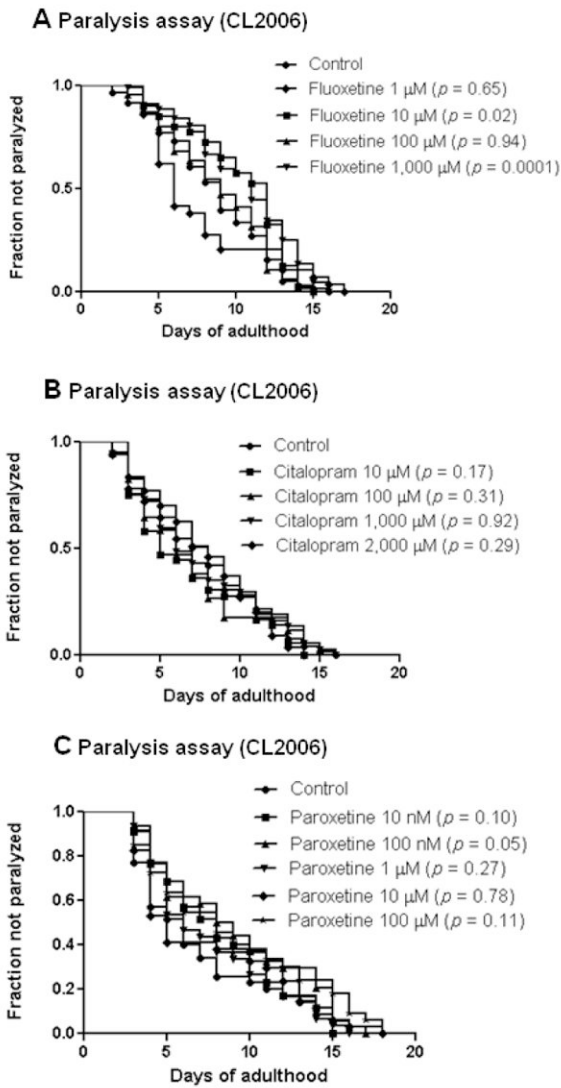 A Paralysis assay (CL2006)
Control
Fluoxetine 1 μM (p = 0.65)
Fluoxetine 10 μM (p = 0.02)
Fluoxetine 100 μM (p = 0.94)
Fluoxetine 1,000 μM (p = 0.0001)
Fraction not paralyzed
1.0
0.5
0.0
0 5 10 15 20
Days of adulthood
B Paralysis assay (CL2006)
Control
Citalopram 10 μM (p = 0.17)
Citalopram 100 μM (p = 0.31)
Citalopram 1,000 μM (p = 0.92)
Citalopram 2,000 μM (p = 0.29)
Fraction not paralyzed
1.0
0.5
0.0
0 5 10 15 20
Days of adulthood
C Paralysis assay (CL2006)
Control
Paroxetine 10 nM (p = 0.10)
Paroxetine 100 nM (p = 0.05)
Paroxetine 1 μM (p = 0.27)
Paroxetine 10 μM (p = 0.78)
Paroxetine 100 μM (p = 0.11)
Fraction not paralyzed
1.0
0.8
0.6
0.4
0.2
0.0
0 5 10 15 20
Days of adulthood